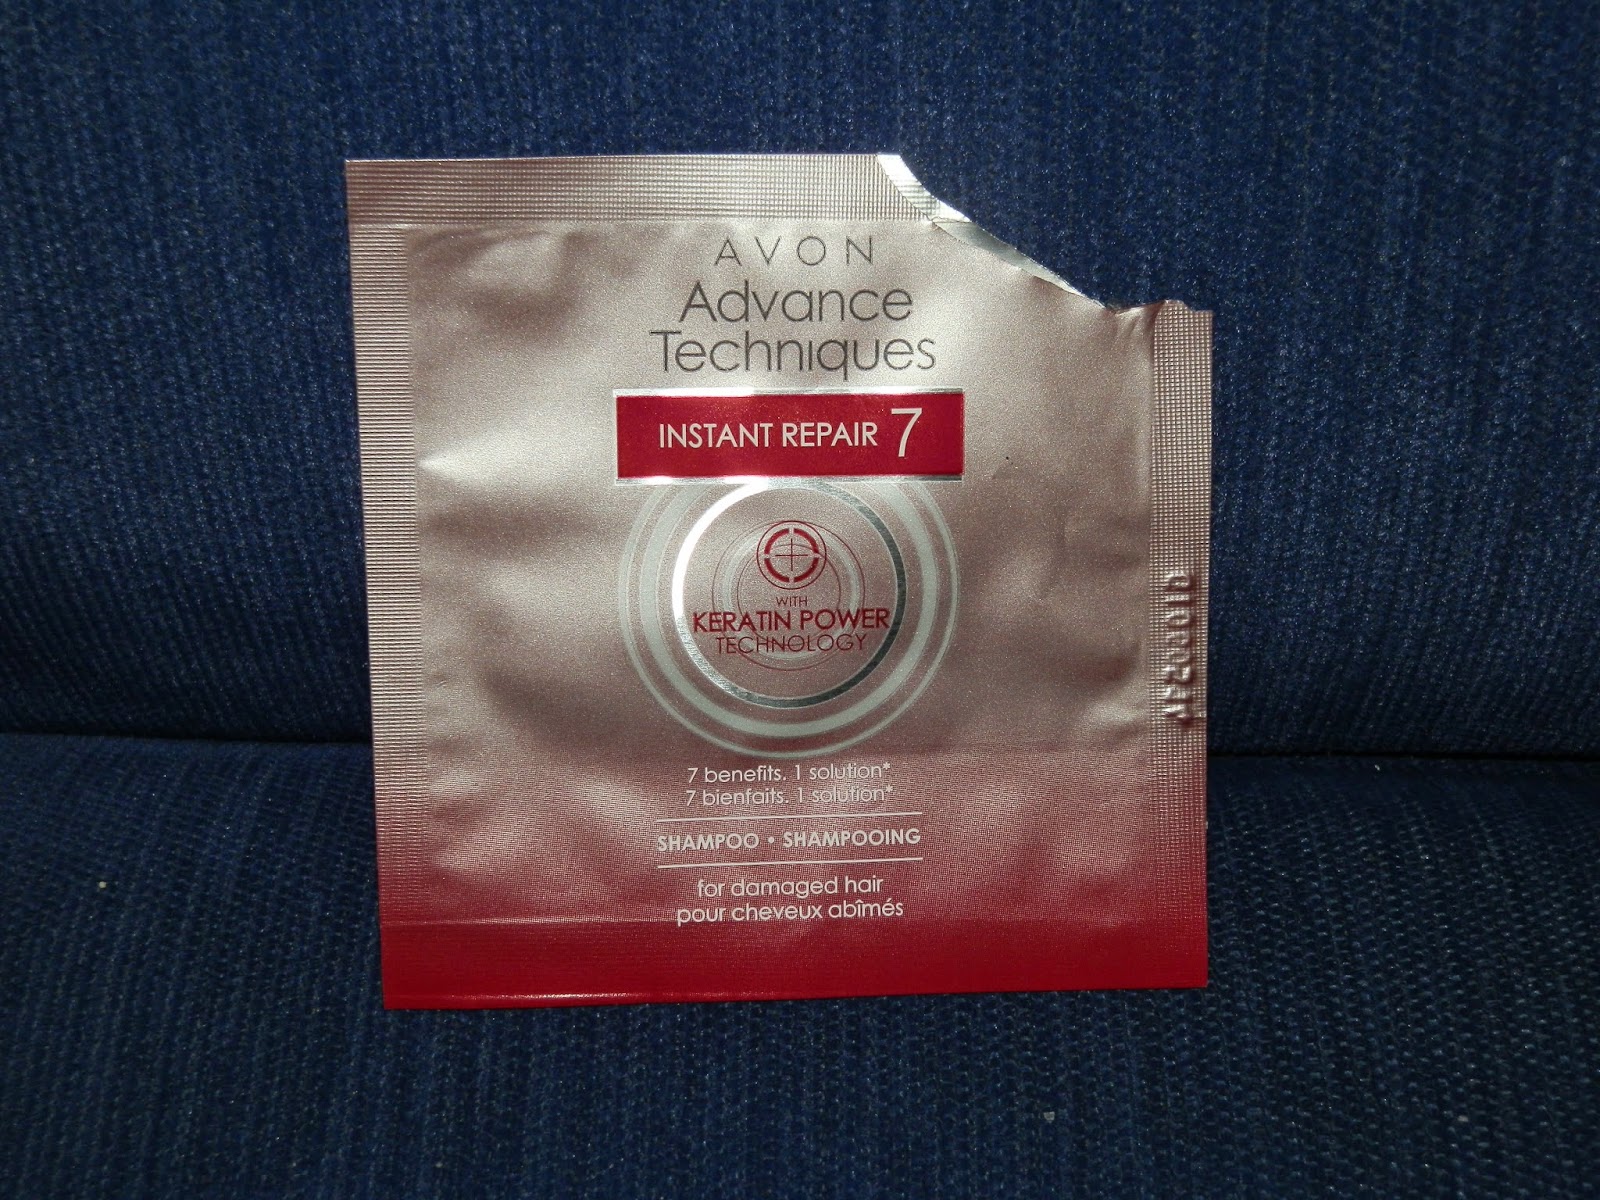 AVON
Advance
Techniques
INSTANT REPAIR 7
WITH
KERATIN POWER
TECHNOLOGY
7 benefits. 1 solution*
7 bienfaits. 1 solution*
SHAMPOO • SHAMPOOING
for damaged hair
pour cheveux abîmés